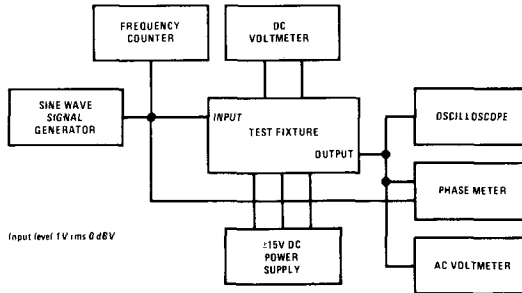 FREQUENCY
COUNTER
DC
VOLTMETER
SINE WAVE
SIGNAL
GENERATOR
INPUT
TEST FIXTURE
OUTPUT
OSCILLOSCOPE
PHASE METER
AC VOLTMETER
±15V DC
POWER
SUPPLY
Input level 1V rms 0 dBV